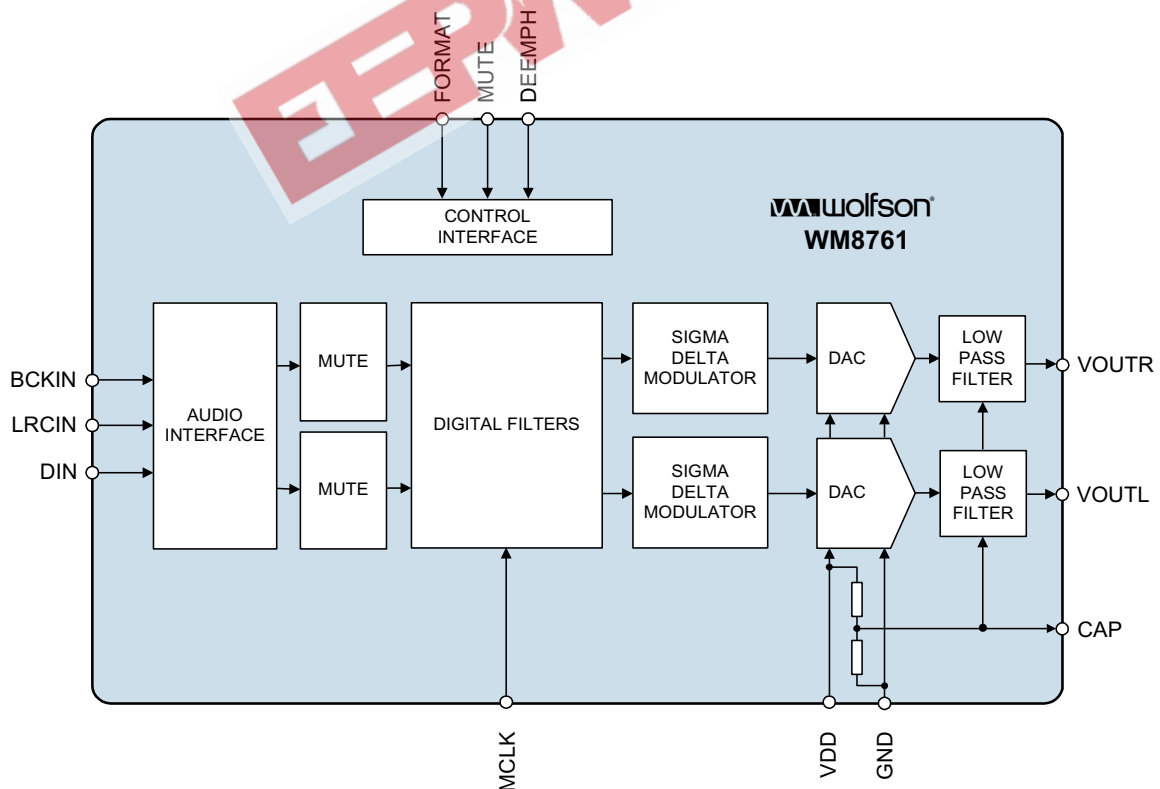 EEPW
FORMAT
MUTE
DEEMPH
CONTROL
INTERFACE
wolfson®
WM8761
BCKIN
LRCIN
DIN
AUDIO
INTERFACE
MUTE
MUTE
DIGITAL FILTERS
SIGMA
DELTA
MODULATOR
SIGMA
DELTA
MODULATOR
DAC
DAC
LOW
PASS
FILTER
LOW
PASS
FILTER
VOUTR
VOUTL
CAP
MCLK
VDD
GND